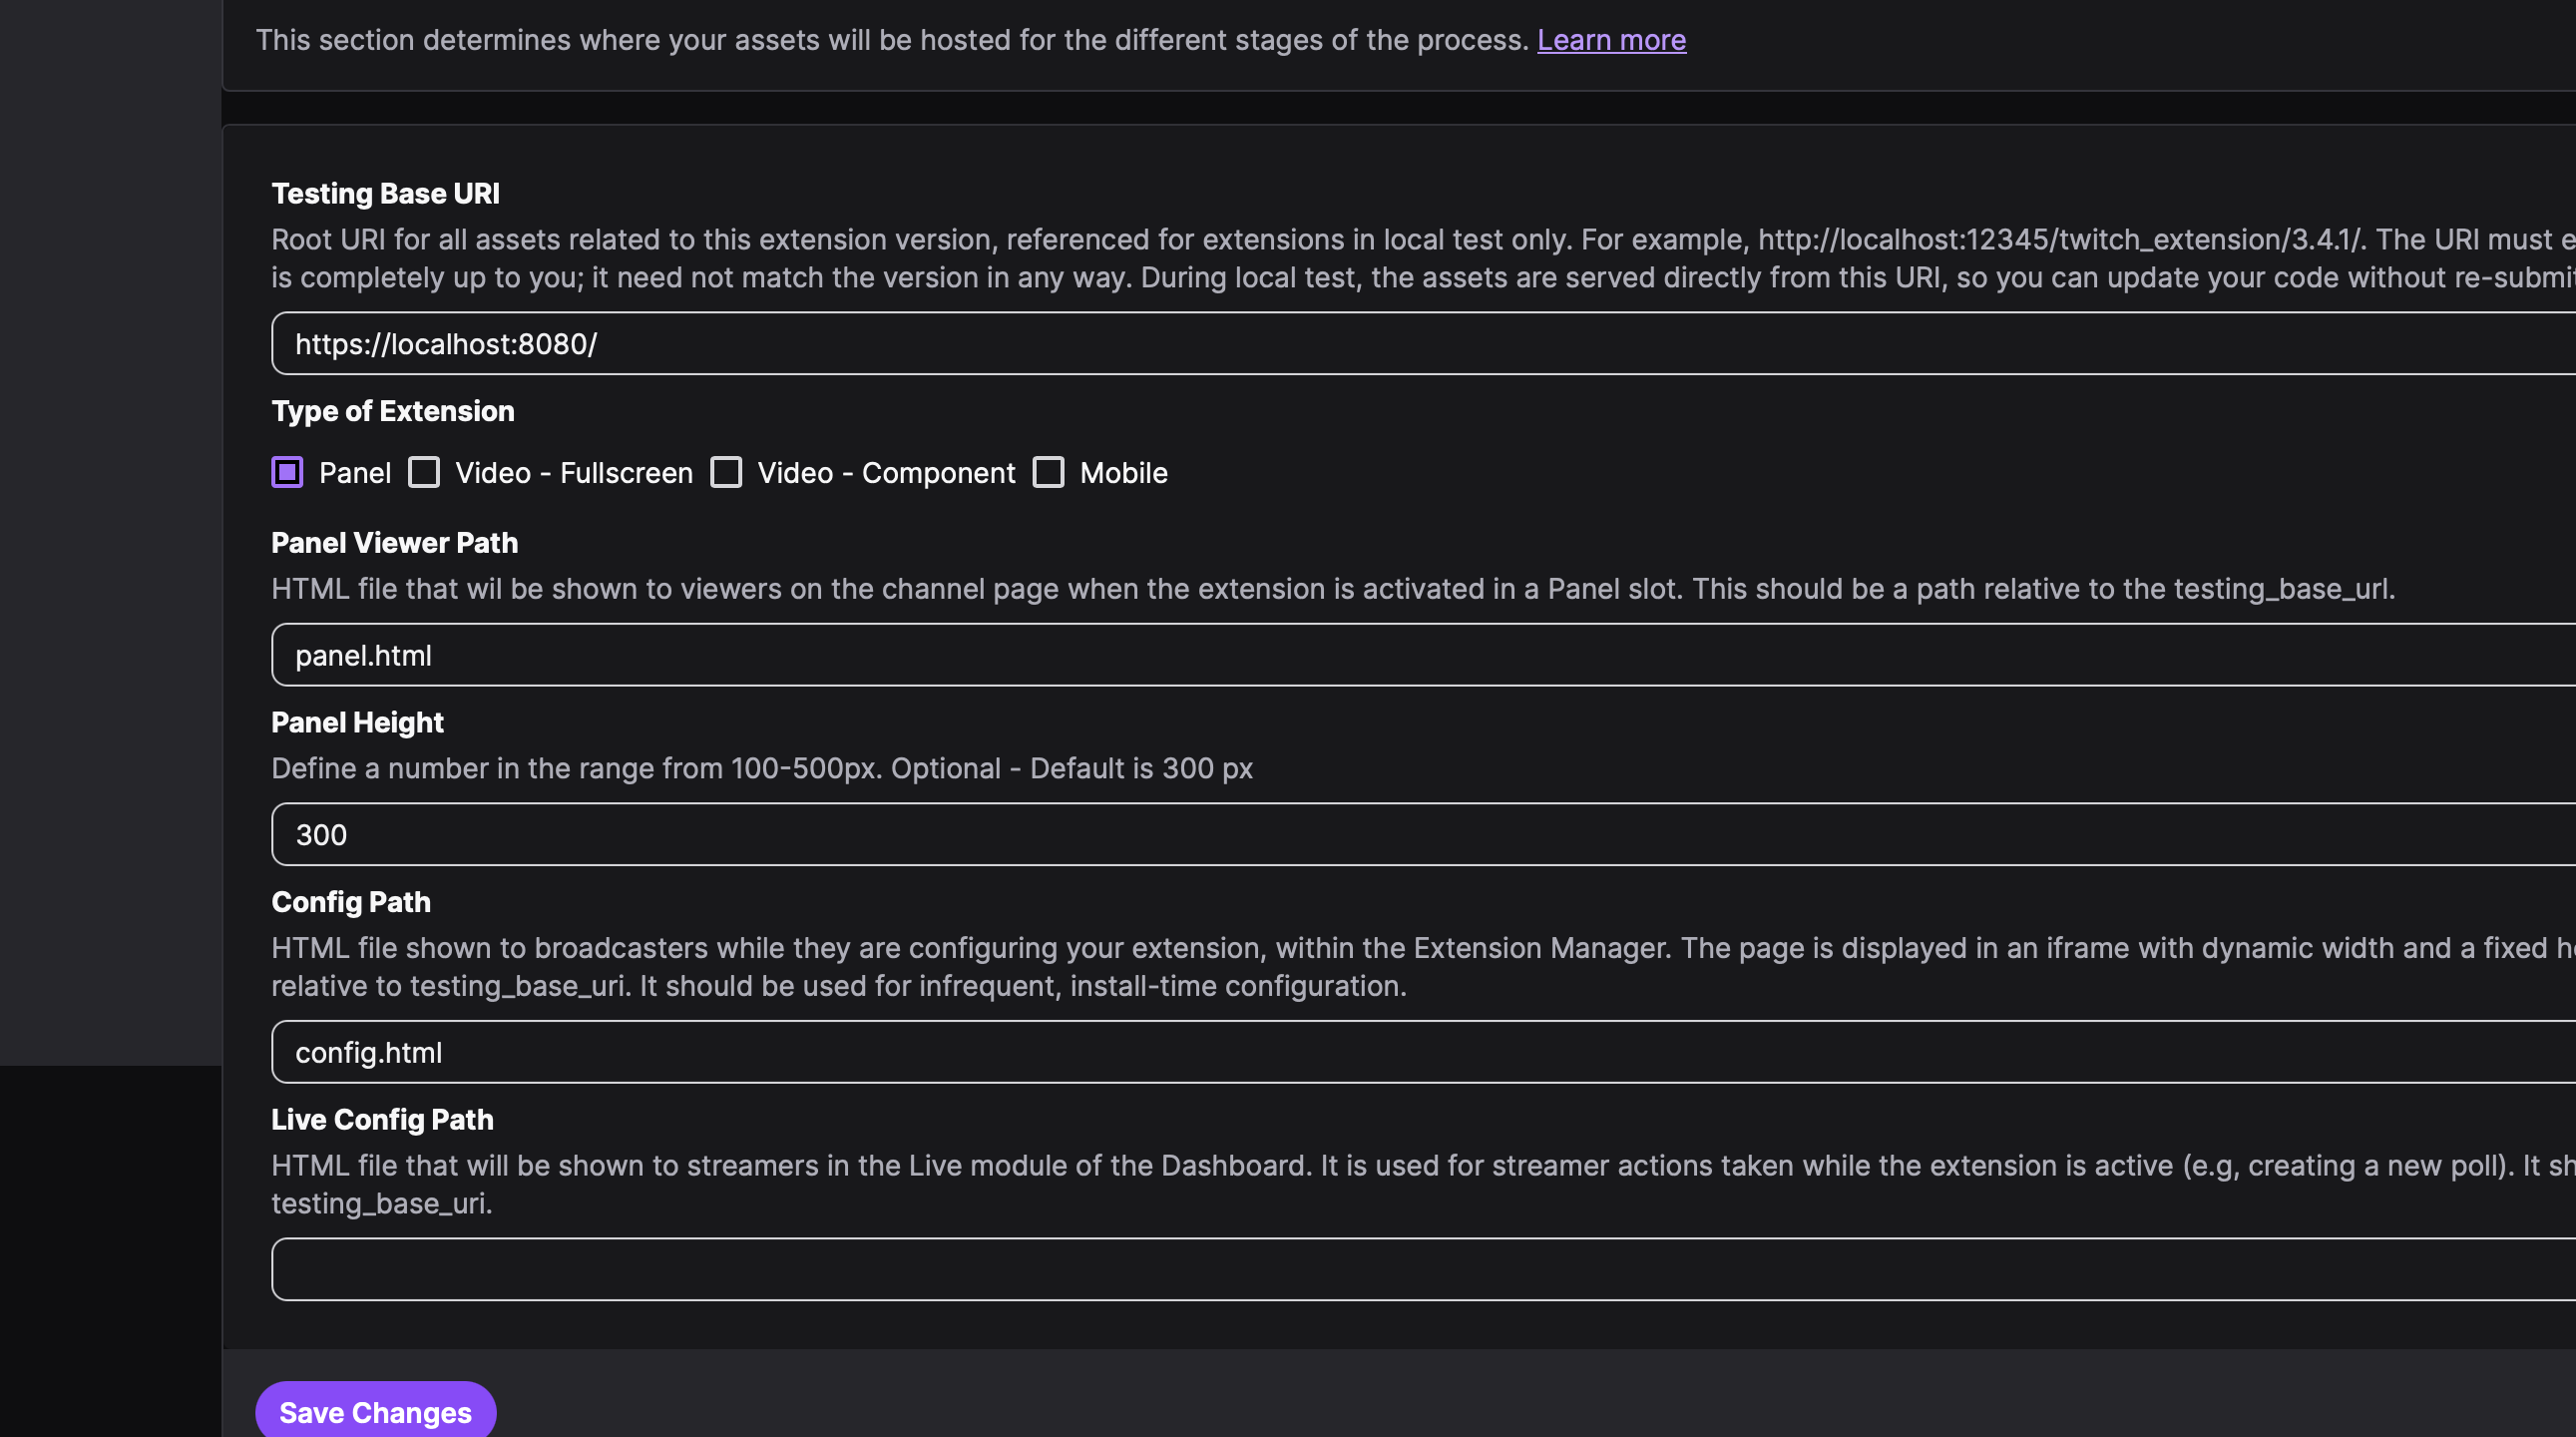 This section determines where your assets will be hosted for the different stages of the process. Learn more
Testing Base URI
Root URI for all assets related to this extension version, referenced for extensions in local test only. For example, http://localhost:12345/twitch_extension/3.4.1/. The URI must
is completely up to you; it need not match the version in any way. During local test, the assets are served directly from this URI, so you can update your code without
https://localhost:8080/
Type of Extension
Panel Video - Fullscreen Video - Component Mobile
Panel Viewer Path
HTML file that wil be shown to viewers on the channel page when the extension is activated in a Panel slot. This should be a path relative to the testing_base_url.
panel.html
Panel Height
Define a number in the range from 100-500px. Optional - Default is 300 px
300
Config Path
HTML file shown to broadcasters while they are configuring your extension, within the Extension Manager. The page is displayed in an iframe with dynamic width and a fixed
relative to testing_base_uri. It should be used for infrequent, install-time configuration.
config.html
Live Config Path
HTML file that will be shown to streamers in the Live module of the Dashboard. It is used for streamer actions taken while the extension is active (e.g, creating a new poll). It
testing_base_uri.
Save Changes